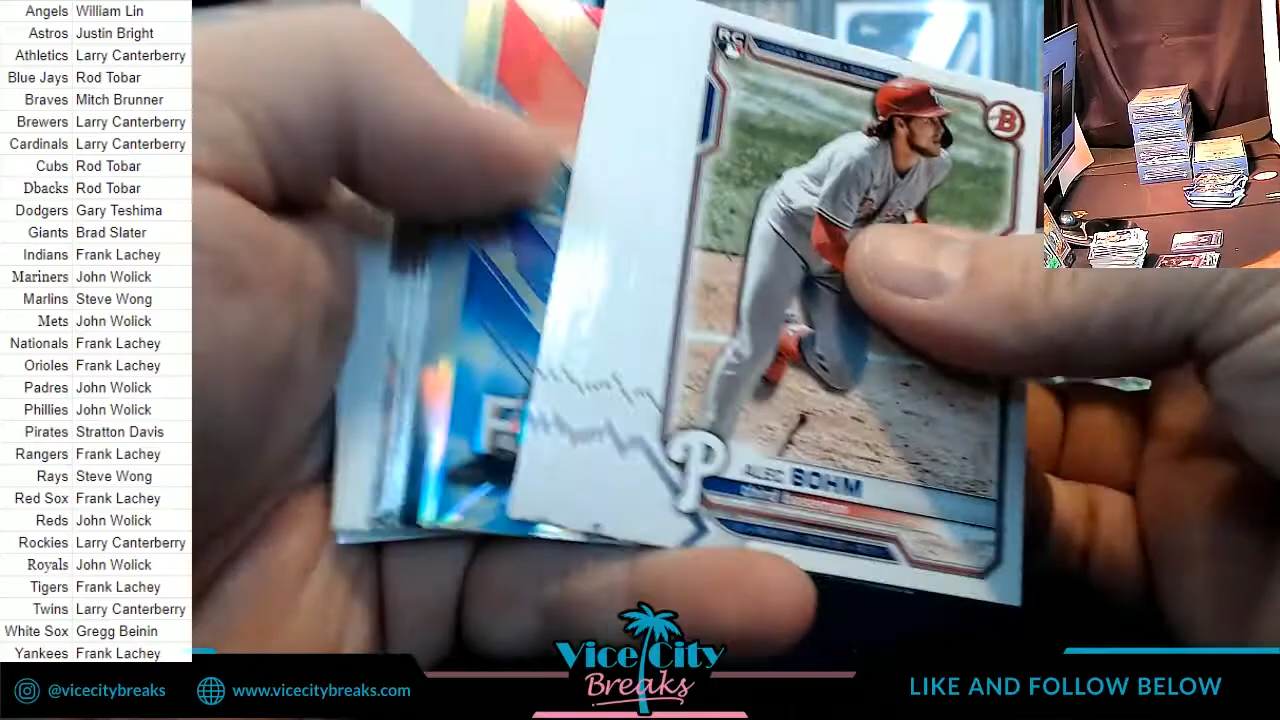 Angels William Lin
Astros Justin Bright
Athletics Larry Canterberry
Blue Jays Rod Tobar
Braves Mitch Brunner
Brewers Larry Canterberry
Cardinals Larry Canterberry
Cubs Rod Tobar
Dbacks Rod Tobar
Dodgers Gary Teshima
Giants Brad Slater
Indians Frank Lachey
Mariners John Wolick
Marlins Steve Wong
Mets John Wolick
Nationals Frank Lachey
Orioles Frank Lachey
Padres John Wolick
Phillies John Wolick
Pirates Stratton Davis
Rangers Frank Lachey
Rays Steve Wong
Red Sox Frank Lachey
Reds John Wolick
Rockies Larry Canterberry
Royals John Wolick
Tigers Frank Lachey
Twins Larry Canterberry
White Sox Gregg Beinin
Yankees Frank Lachey
RC
B
P
ALEC BOHM
@vicecitybreaks
www.vicecitybreaks.com
Vice City
Breaks
LIKE AND FOLLOW BELOW